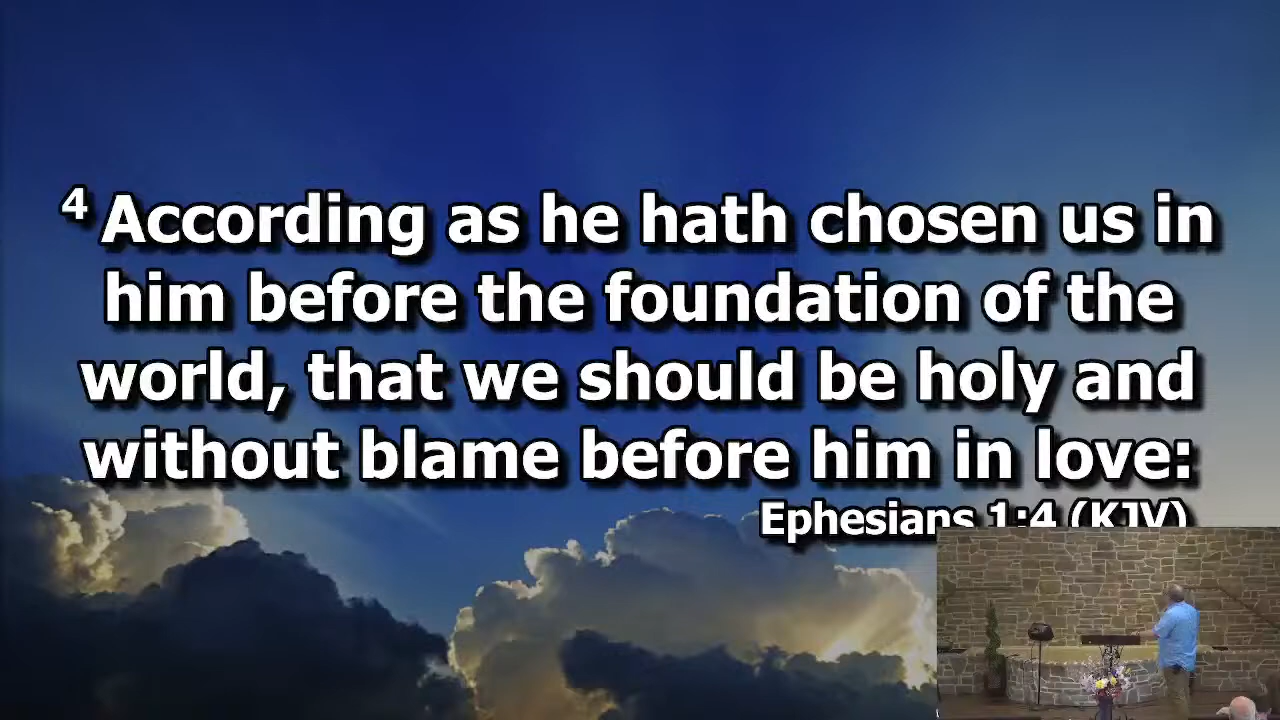 4 According as he hath chosen us in
him before the foundation of the
world, that we should be holy and
without blame before him in love:
Ephesians 1:4 (KJV)